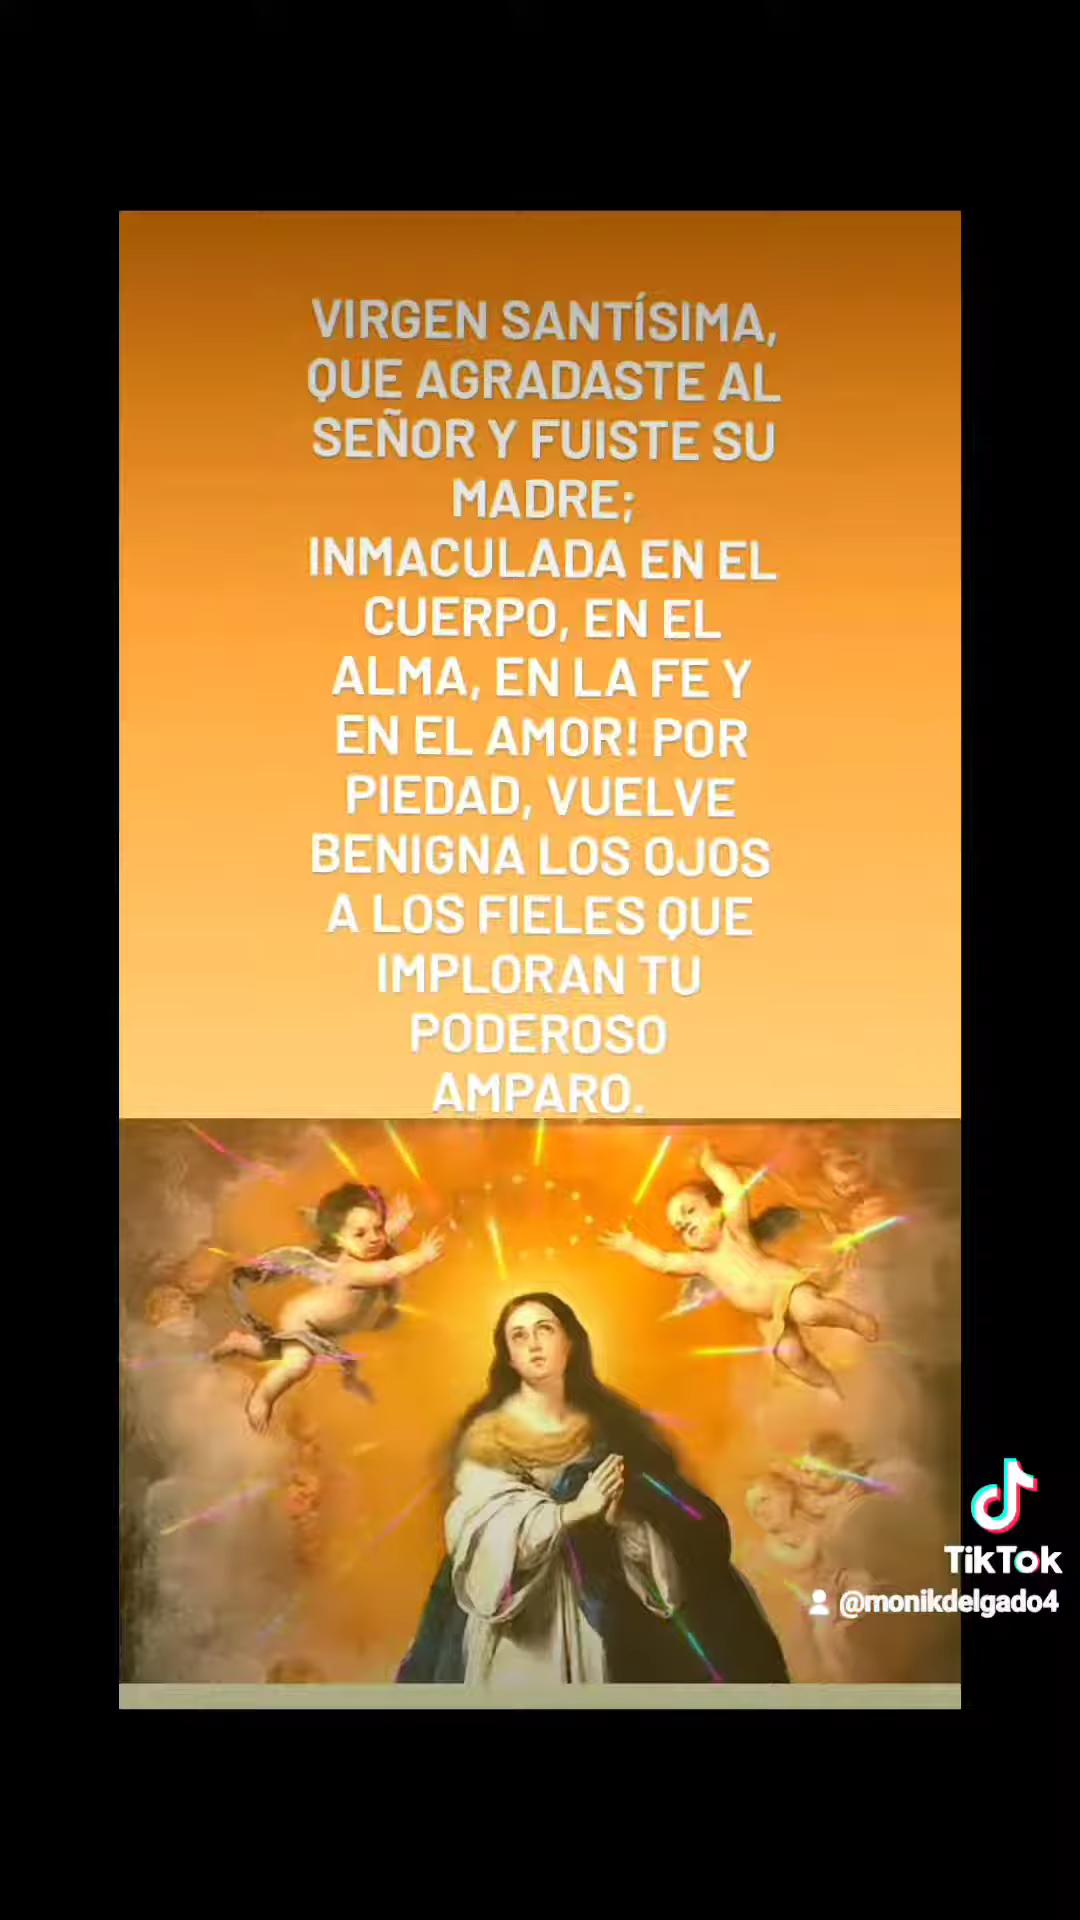 VIRGEN SANTÍSIMA,
QUE AGRADASTE AL
SEÑOR Y FUISTE SU
MADRE;
INMACULADA EN EL
CUERPO, EN EL
ALMA, EN LA FE Y
EN EL AMOR! POR
PIEDAD, VUELVE
BENIGNA LOS OJOS
A LOS FIELES QUE
IMPLORAN TU
PODEROSO
AMPARO.
TikTok
@monikdelgado4